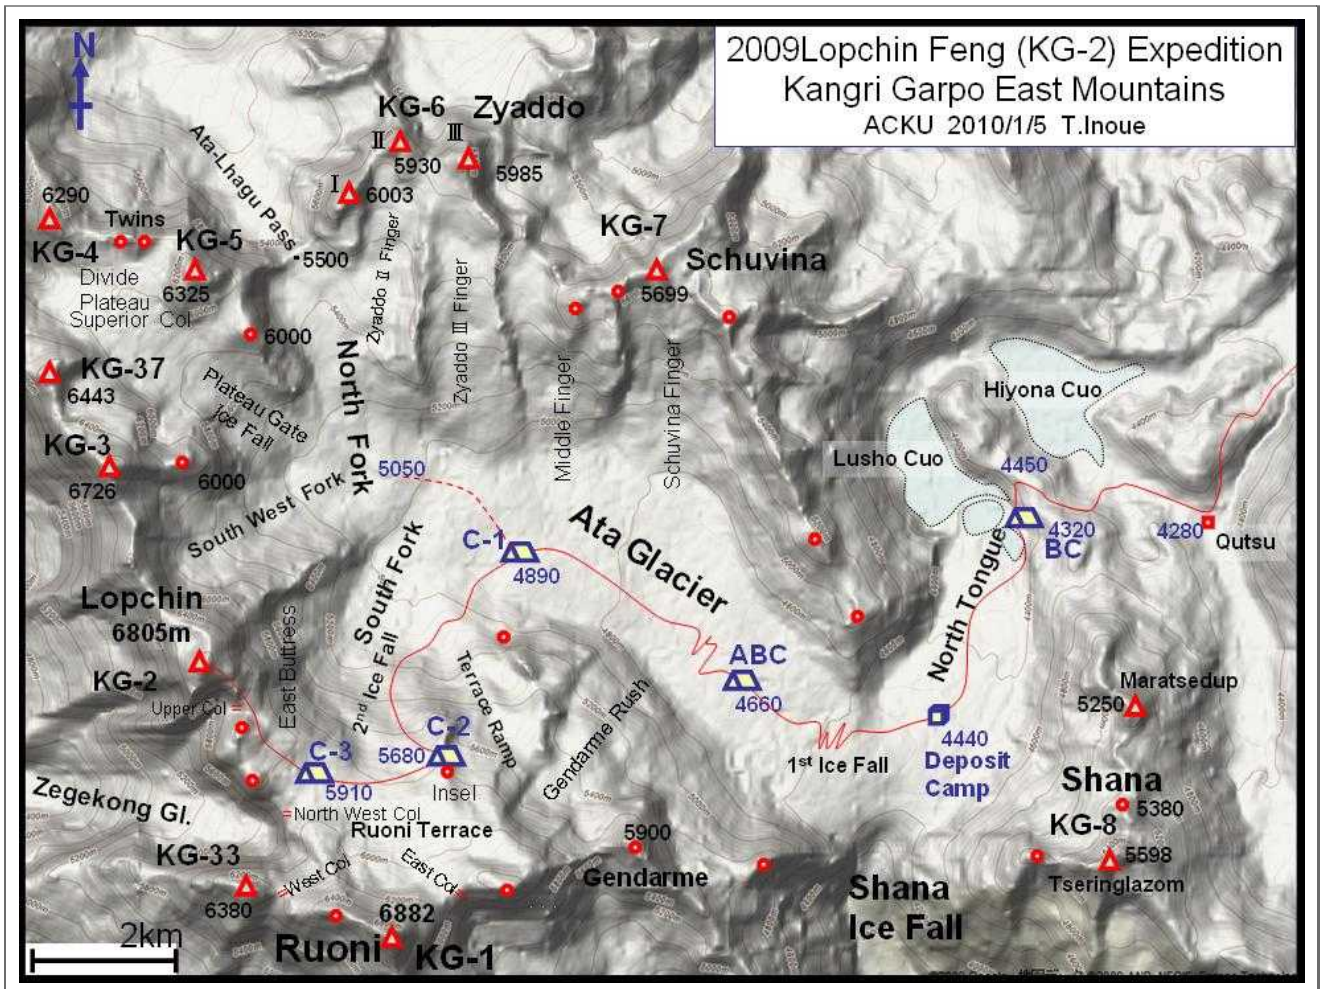 2009Lopchin Feng (KG-2) Expedition
Kangri Garpo East Mountains
ACKU 2010/1/5 T.Inoue
N
KG-6
Zyaddo
II
III
5930
5985
I
6003
Ata-Lhagu Pass
5500
6290
Twins
KG-4
KG-5
6325
Divide
Plateau
Superior Col
6000
Zyaddo II Finger
Zyaddo III Finger
KG-7
Schuvina
5699
KG-37
6443
Plateau Gate
Ice Fall
North Fork
Middle Finger
Schuvina Finger
Hiyona Cuo
Lusho Cuo
KG-3
6726
6000
South West Fork
5050
4450
4320
BC
4280
Qutsu
C-1
4890
Ata Glacier
South Fork
North Tongue
Lopchin
6805m
KG-2
Upper Col
East Buttress
2nd Ice Fall
Terrace Ramp
Gendarme Rush
ABC
4660
Maratsedup
5250
C-2
5680
C-3
5910
Insel
4440
Deposit
Camp
1st Ice Fall
Shana
5380
Zegekong Gl.
North West Col
Ruoni Terrace
KG-33
6380
West Col
East Col
5900
Gendarme
KG-8
5598
Tseringlazom
Shana
Ice Fall
6882
Ruoni
KG-1
2km